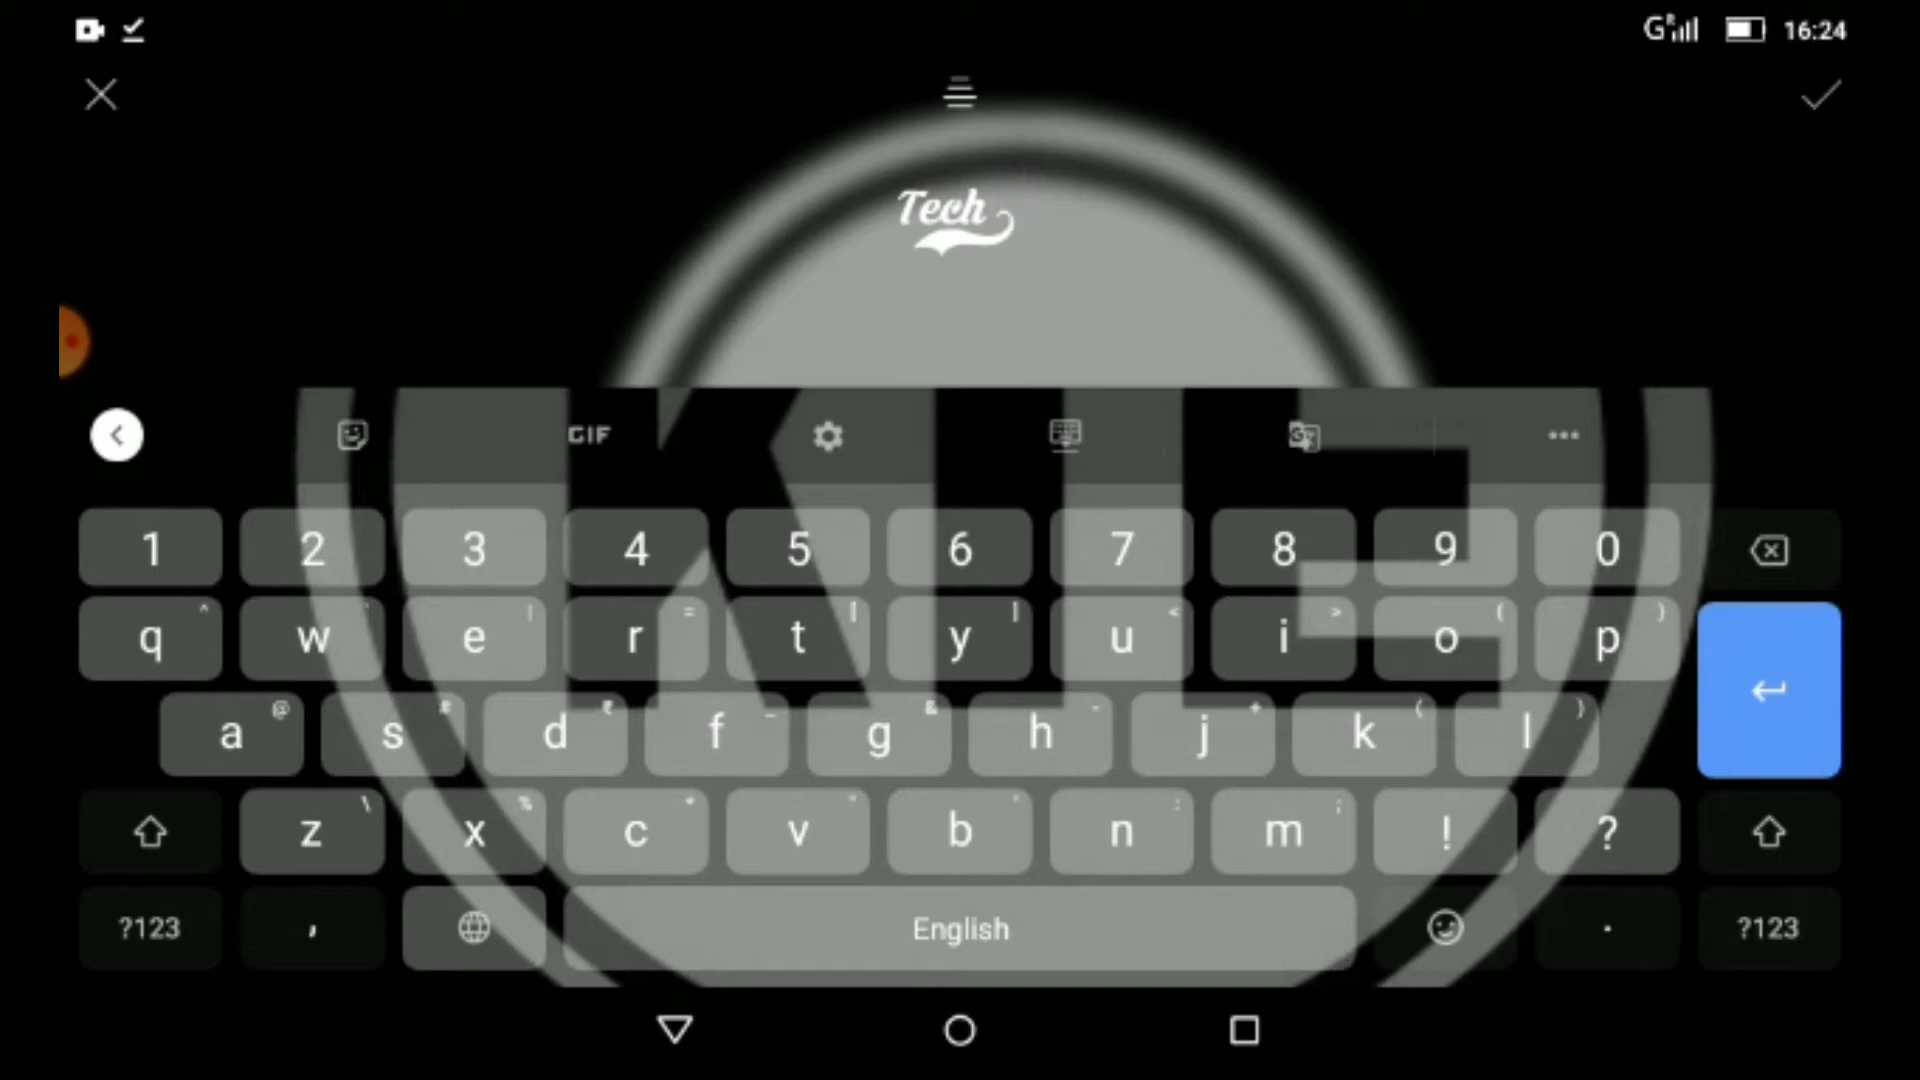 G R 16:24
Tech
GIF
1 2 3 4 5 6 7 8 9 0
q w e r t y u i o p
a s d f g h j k l
z x c v b n m ! ?
?123 , English . ?123